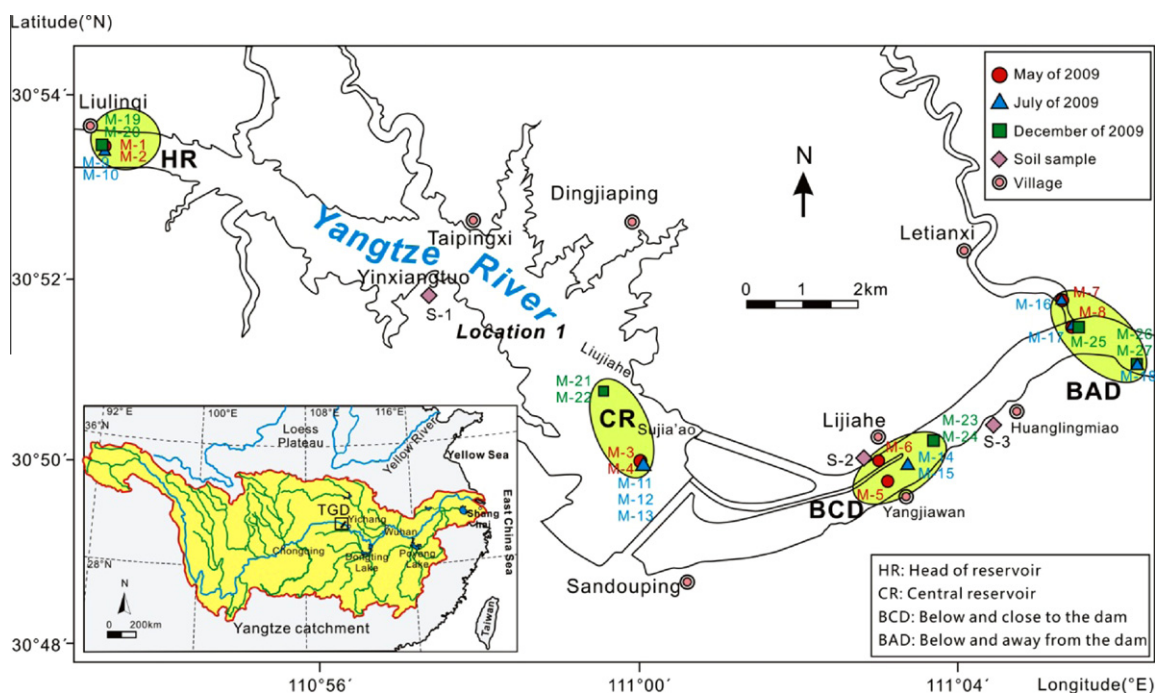 Latitude(°N)
30°54′
30°52′
30°50′
30°48′
110°56′
111°00′
111°04′
Longitude(°E)
May of 2009
July of 2009
December of 2009
Soil sample
Village
Liulinqi
M-19
M-20
M-1
M-2
M-9
M-10
HR
N
Dingjiaping
Taipingxi
Yangtze River
Yinxiangtuo
S-1
Location 1
0 1 2km
Letianxi
M-7
M-16
M-8
M-17
M-25
M-26
M-27
M-18
BAD
Liujiahe
M-21
M-22
CR
Sujia'ao
M-3
M-4
M-11
M-12
M-13
Lijiahe
M-23
M-24
S-2
M-6
M-14
M-15
M-5
BCD
Yangjiawan
S-3
Huanglingmiao
Sandouping
92°E
100°E
108°E
116°E
36°N
28°N
Loess
Plateau
Yellow River
Yellow Sea
East China Sea
TGD
Yichang
Wuhan
Shang
hai
Chongqing
Dongting
Lake
Poyang
Lake
Taiwan
N
0 200km
Yangtze catchment
HR: Head of reservoir
CR: Central reservoir
BCD: Below and close to the dam
BAD: Below and away from the dam